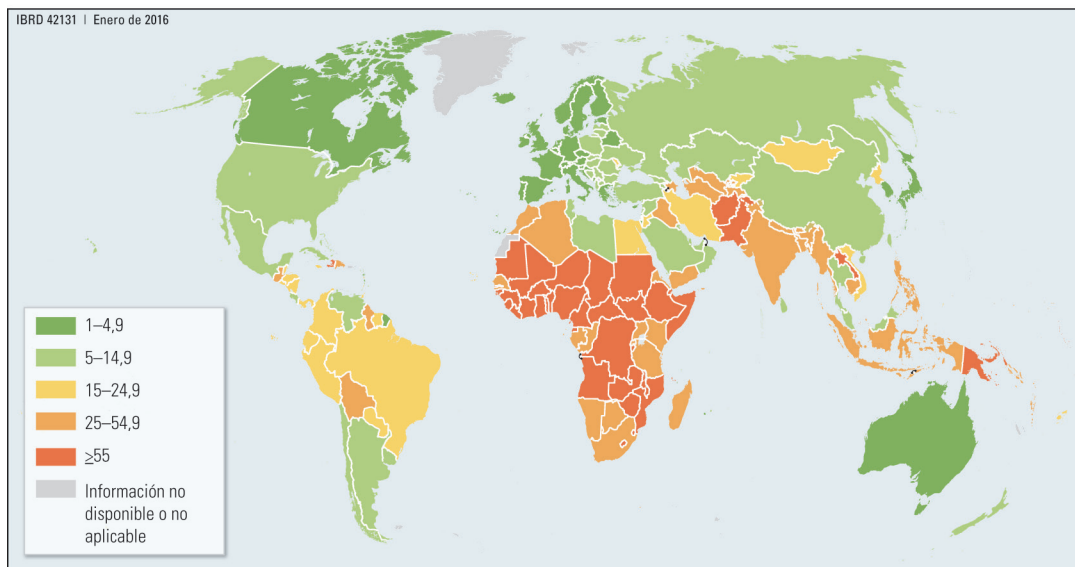 IBRD 42131 | Enero de 2016
1–4,9
5–14,9
15–24,9
25–54,9
≥55
Información no
disponible o no
aplicable